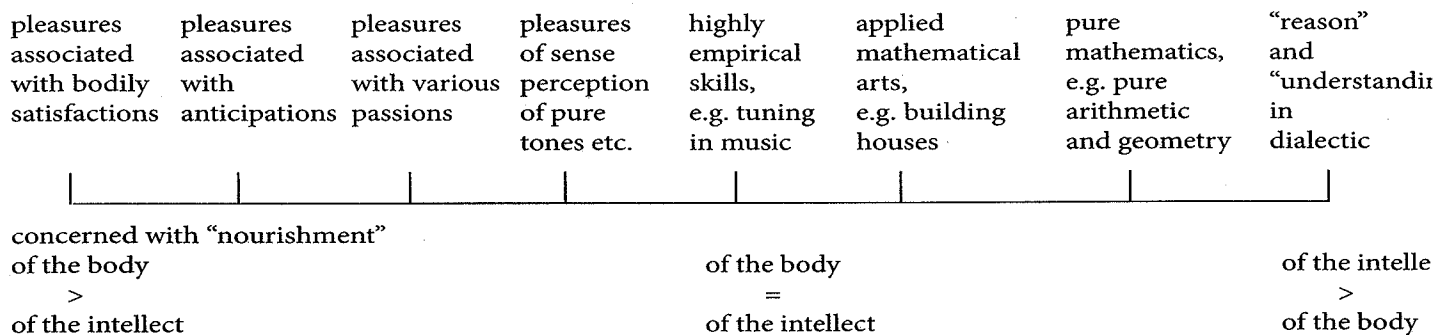 pleasures associated with bodily satisfactions
pleasures associated with anticipations
pleasures associated with various passions
pleasures of sense perception of pure tones etc.
highly empirical skills, e.g. tuning in music
applied mathematical arts, e.g. building houses
pure mathematics, e.g. pure arithmetic and geometry
“reason” and “understandin in dialectic
concerned with “nourishment”
of the body
>
of the intellect
of the body
=
of the intellect
of the intelle
>
of the body